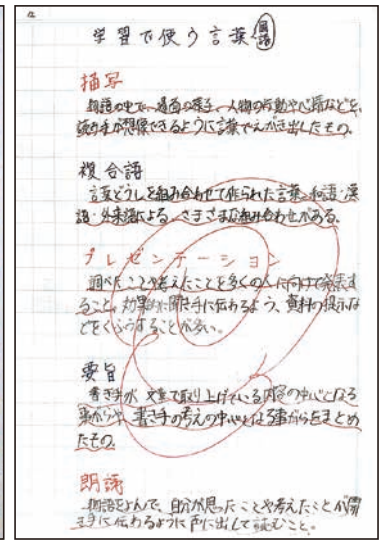 学習で使う言葉 国語
描写
物語の中で、場面の様子、人物の行動や心情などを、
読み手が想像できるように言葉でえがき出したもの。
複合語
言葉どうしを組み合わせて作られた言葉。和語・漢
語・外来語による、さまざまな組み合わせがある。
プレゼンテーション
調べたことや考えたことを多くの人に向けて発表す
ること。効果的に聞き手に伝わるよう、資料の提示な
どをくふうすることが多い。
要旨
書き手が文章で取り上げている内容の中心となる
事がらや、書き手の考えの中心となる事がらをまとめ
たもの。
朗読
物語をよんで、自分が思ったことや考えたことが聞
き手に伝わるように声に出して読むこと。